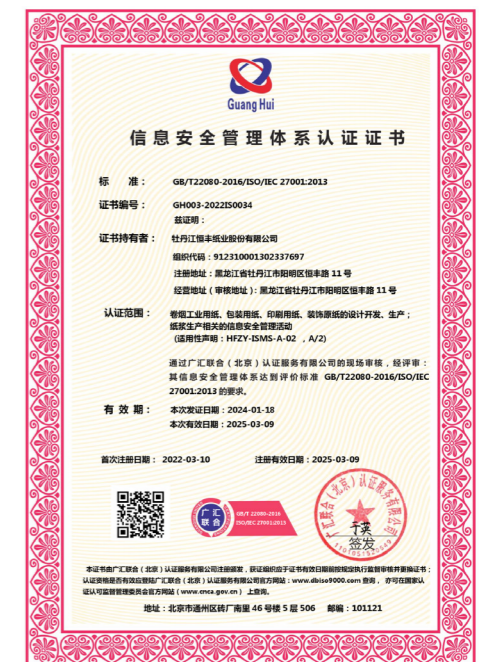 Guang Hui
信息安全管理体系认证证书
标 准： GB/T22080-2016/ISO/IEC 27001:2013
证书编号： GH003-2022IS0034
兹证明：
证书持有者： 牡丹江恒丰纸业股份有限公司
组织代码：912310001302337697
注册地址：黑龙江省牡丹江市阳明区恒丰路 11 号
经营地址（审核地址）：黑龙江省牡丹江市阳明区恒丰路 11 号
认证范围： 卷烟工业用纸、包装用纸、印刷用纸、装饰原纸的设计开发、生产；
纸浆生产相关的信息安全管理活动
(适用性声明：HFZY-ISMS-A-02 ，A/2)
通过广汇联合（北京）认证服务有限公司的现场审核，经评审：
其信息安全管理体系达到评价标准 GB/T22080-2016/ISO/IEC
27001:2013 的要求。
有 效 期： 本次发证日期：2024-01-18
本次有效日期：2025-03-09
首次注册日期： 2022-03-10 注册有效日期：2025-03-09
广汇
联合
GB/T 22080-2016
ISO/IEC 27001:2013
广汇联合（北京）认证服务有限公司
签发
本证书由广汇联合（北京）认证服务有限公司注册颁发，获证组织应于证书有效日期前按规定执行监督审核并更换证书；
认证资格是否有效应登陆广汇联合（北京）认证服务有限公司官方网站：www.dbiso9000.com 查询， 亦可在国家认
证认可监督管理委员会官方网站（www.cnca.gov.cn）上查询。
地址：北京市通州区砖厂南里 46 号楼 5 层 506 邮编：101121